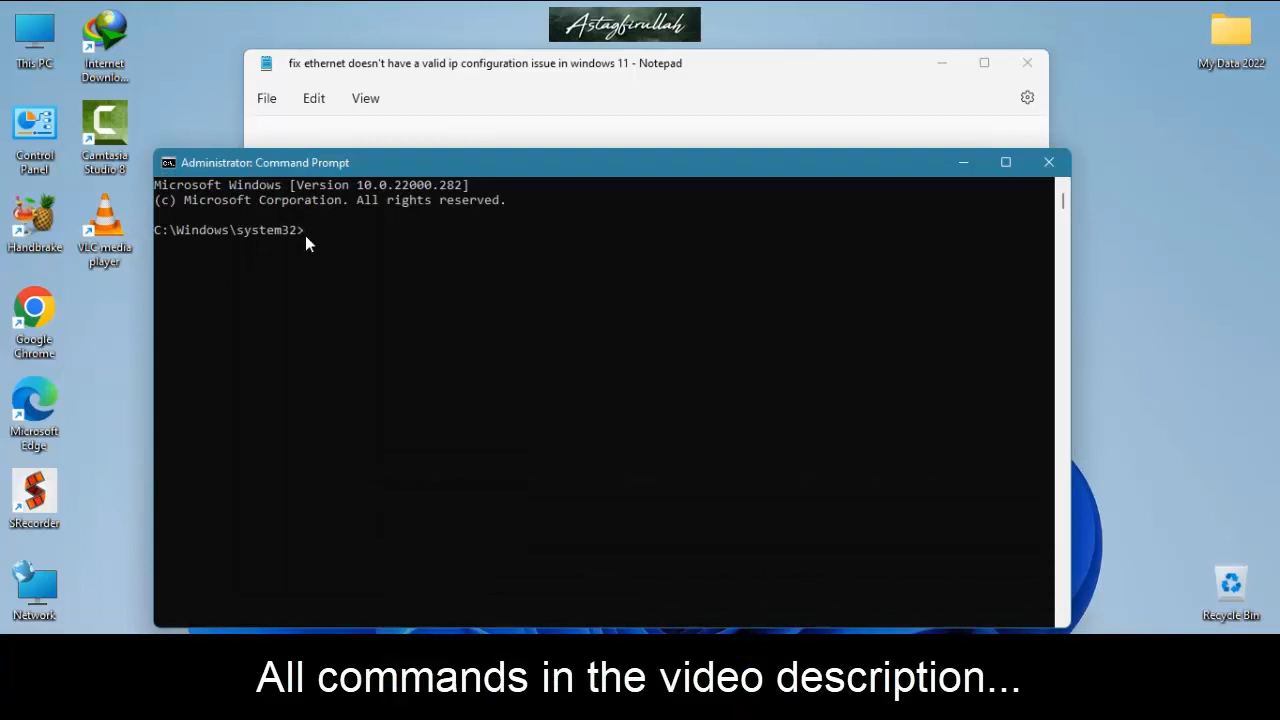 Astagfirullah
This PC
Internet
Downlo...
My Data 2022
fix ethernet doesn't have a valid ip configuration issue in windows 11 - Notepad
File
Edit
View
Control
Panel
Camtasia
Studio 8
Administrator: Command Prompt
Microsoft Windows [Version 10.0.22000.282]
(c) Microsoft Corporation. All rights reserved.
C:\Windows\system32>
Handbrake
VLC media
player
Google
Chrome
Microsoft
Edge
SRecorder
Network
Recycle Bin
All commands in the video description...